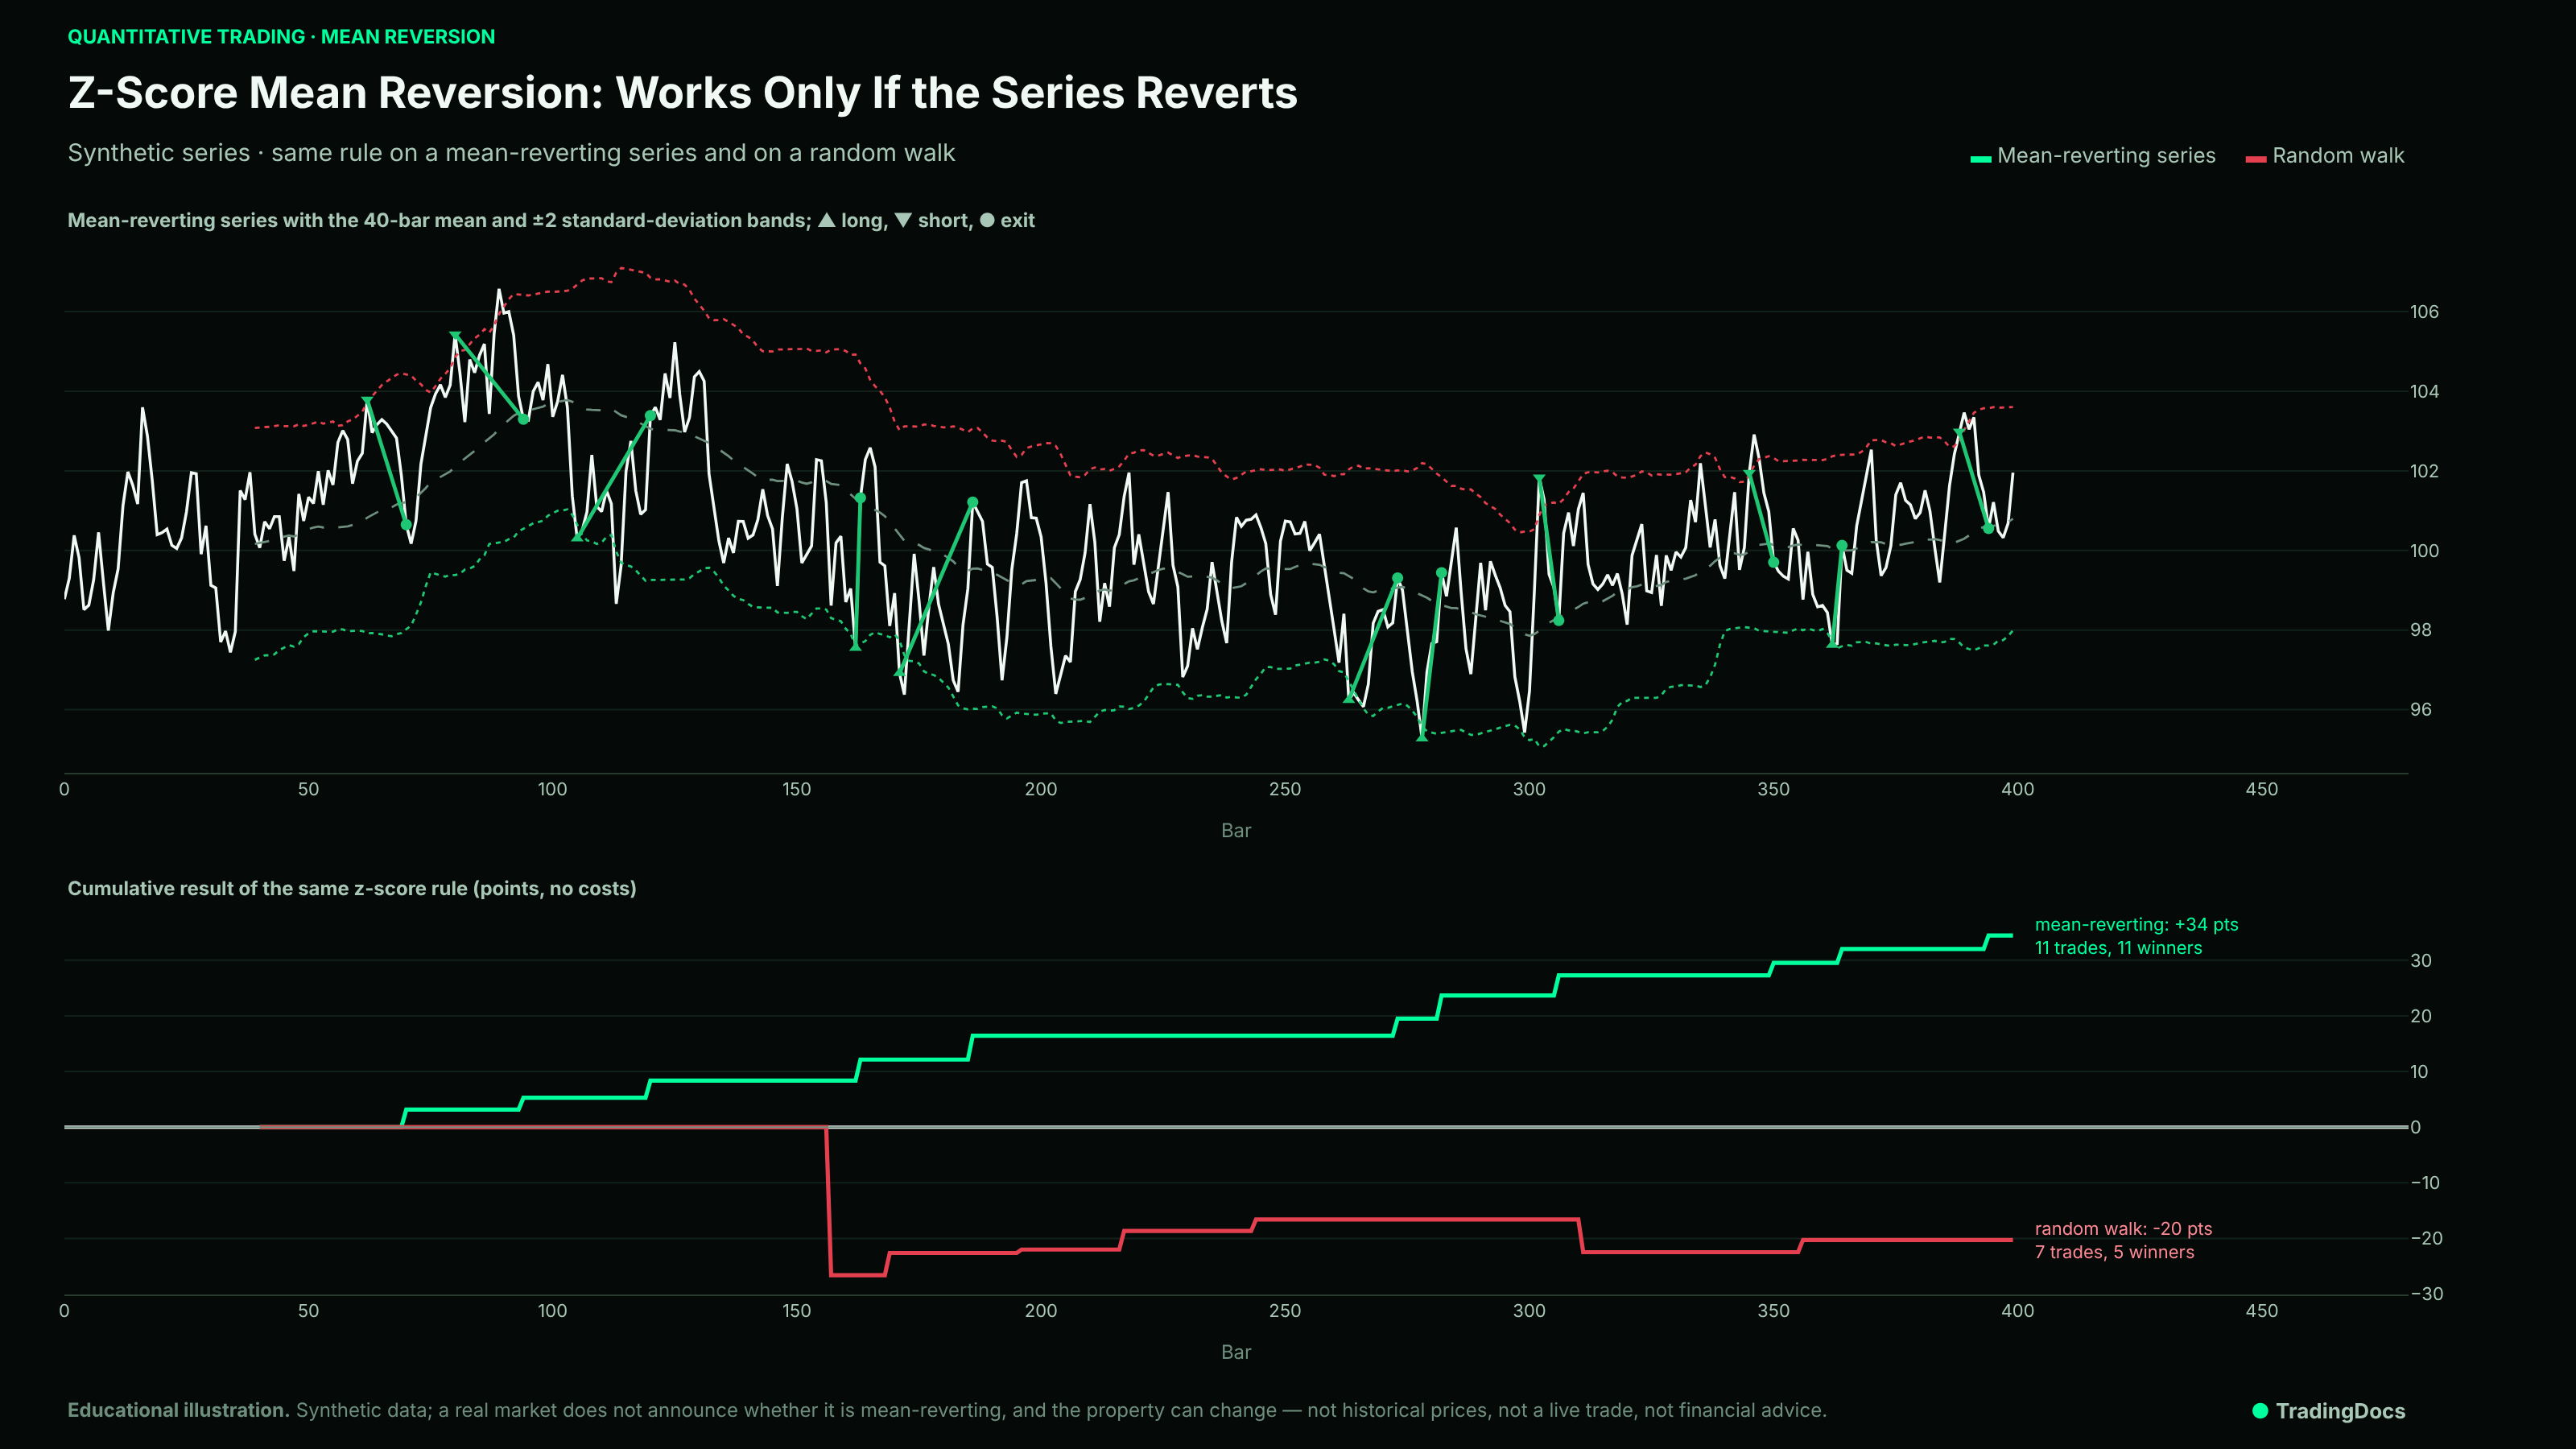 QUANTITATIVE TRADING · MEAN REVERSION
Z-Score Mean Reversion: Works Only If the Series Reverts
Synthetic series · same rule on a mean-reverting series and on a random walk
Mean-reverting series
Random walk
Mean-reverting series with the 40-bar mean and ±2 standard-deviation bands; ▲ long, ▼ short, ● exit
106
104
102
100
98
96
0 50 100 150 200 250 300 350 400 450
Bar
Cumulative result of the same z-score rule (points, no costs)
mean-reverting: +34 pts
11 trades, 11 winners
30
20
10
0
−10
random walk: -20 pts
7 trades, 5 winners
−20
−30
0 50 100 150 200 250 300 350 400 450
Bar
Educational illustration. Synthetic data; a real market does not announce whether it is mean-reverting, and the property can change — not historical prices, not a live trade, not financial advice.
TradingDocs